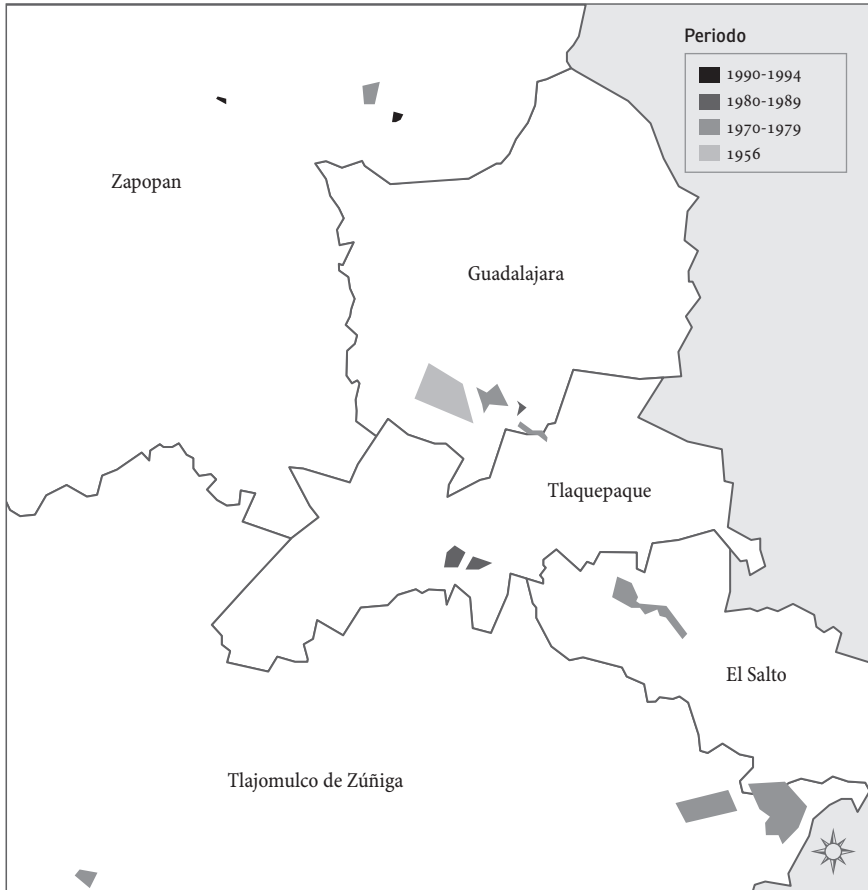 Periodo
1990-1994
1980-1989
1970-1979
1956
Zapopan
Guadalajara
Tlaquepaque
El Salto
Tlajomulco de Zúñiga